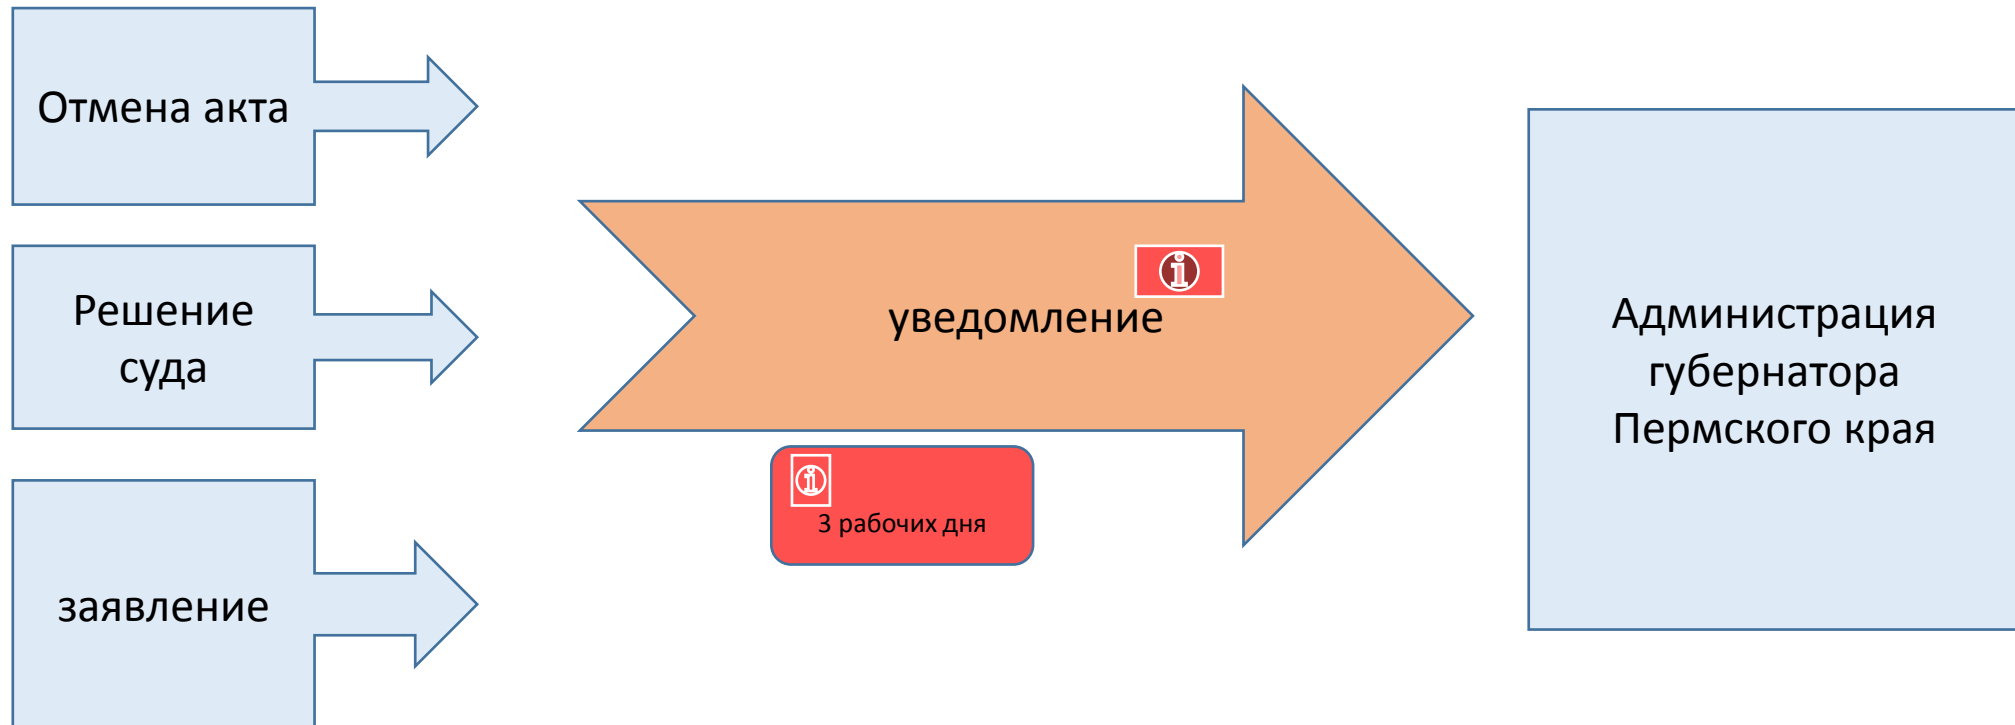 Отмена акта
Решение
суда
заявление
уведомление
3 рабочих дня
Администрация
губернатора
Пермского края